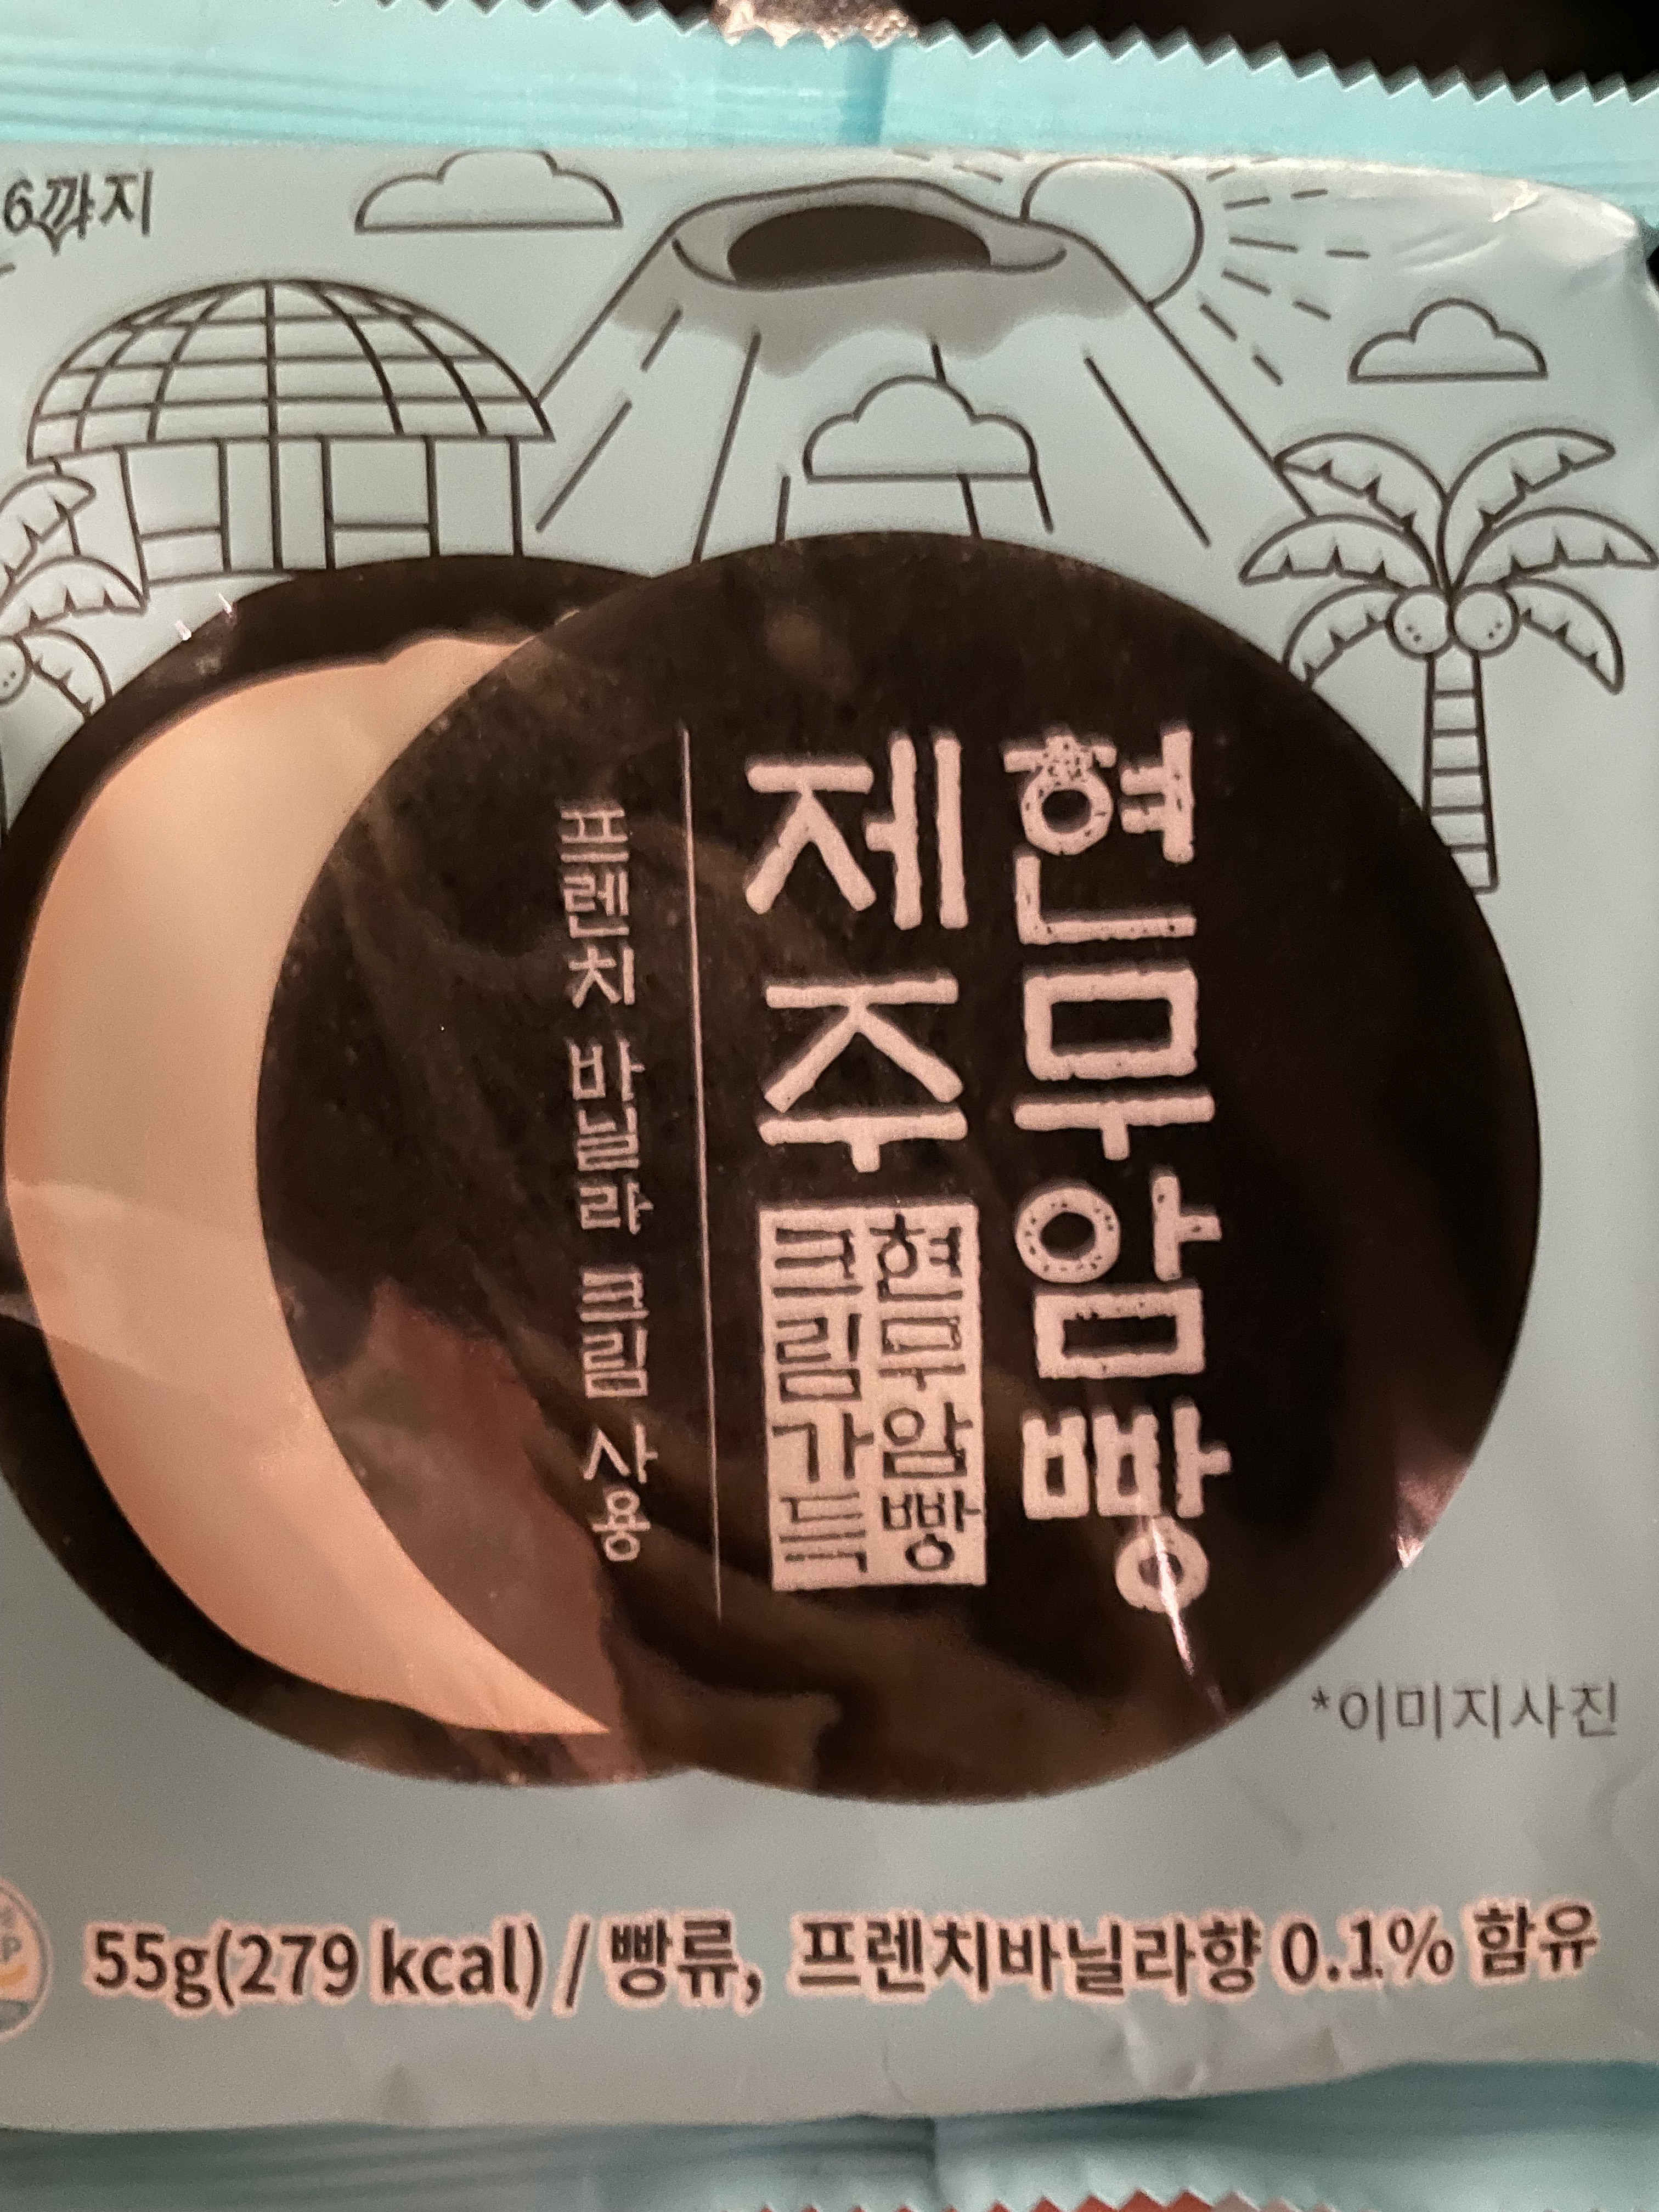 6까지
현무암빵
제주
현무암빵
크림가득
프렌치 바닐라 크림 사용
*이미지사진
55g(279 kcal) / 빵류, 프렌치바닐라향 0.1% 함유